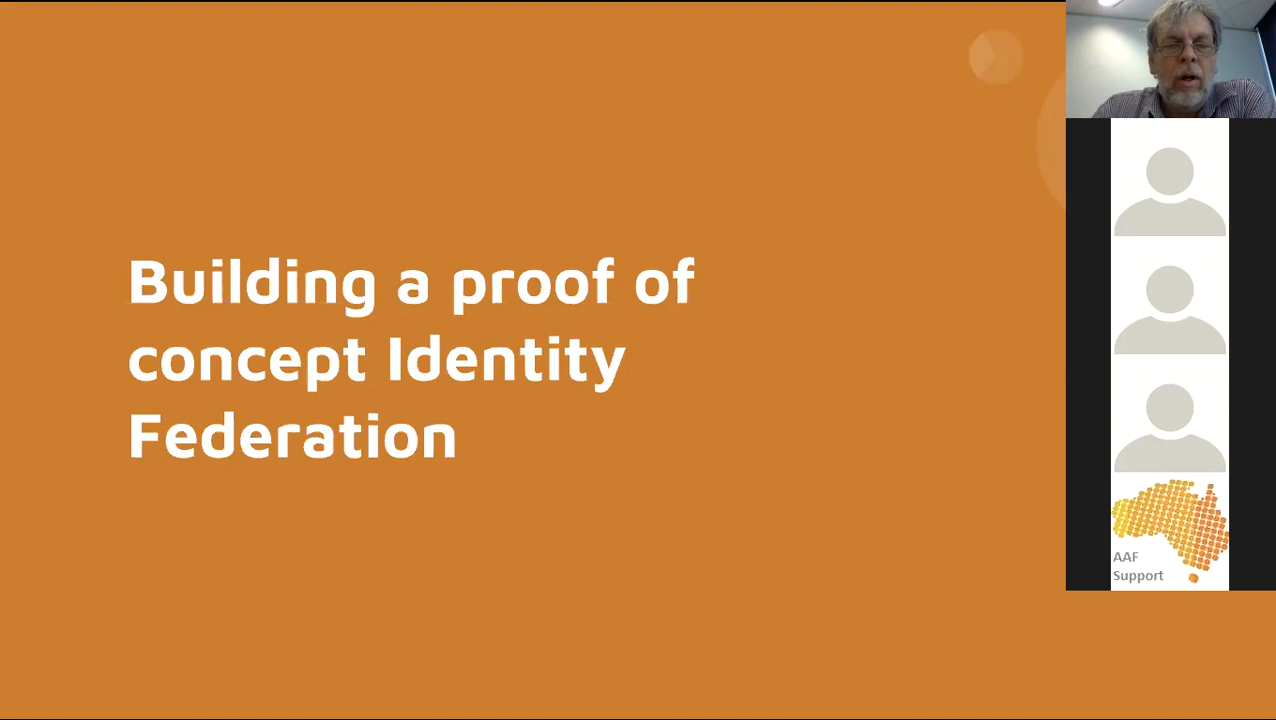 Building a proof of
concept Identity
Federation
AAF
Support